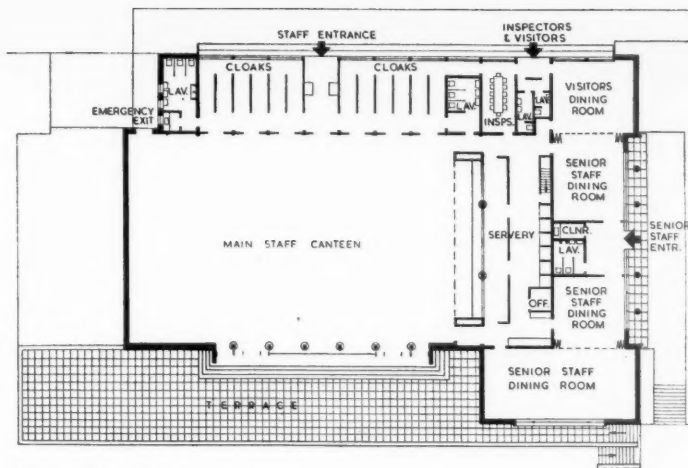 STAFF ENTRANCE
INSPECTORS
& VISITORS
CLOAKS
CLOAKS
LAV.
LAV.
INSPS.
LAV.
LAV.
VISITORS
DINING
ROOM
EMERGENCY
EXIT
SENIOR
STAFF
DINING
ROOM
MAIN STAFF CANTEEN
SERVERY
CLNR.
LAV.
SENIOR
STAFF
ENTR.
OFF.
SENIOR
STAFF
DINING
ROOM
SENIOR STAFF
DINING ROOM
TERRACE